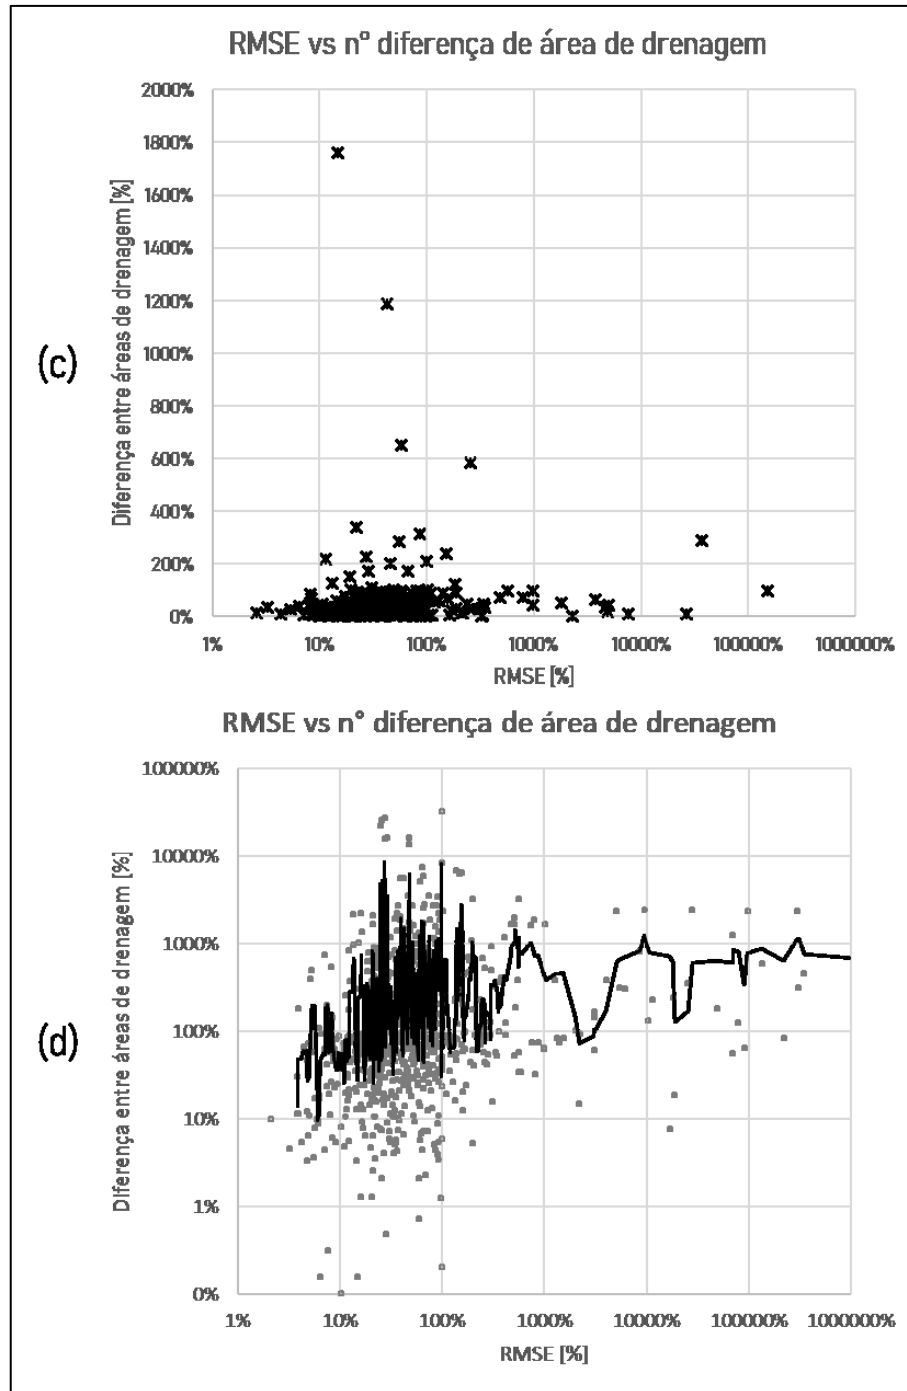 RMSE vs n° diferença de área de drenagem
2000%
1800%
1600%
1400%
1200%
1000%
800%
600%
400%
200%
0%
Diferença entre áreas de drenagem [%]
(c)
1% 10% 100% 1000% 10000% 100000% 1000000%
RMSE [%]
RMSE vs n° diferença de área de drenagem
100000%
10000%
1000%
100%
10%
1%
0%
Diferença entre áreas de drenagem [%]
(d)
1% 10% 100% 1000% 10000% 100000% 1000000%
RMSE [%]